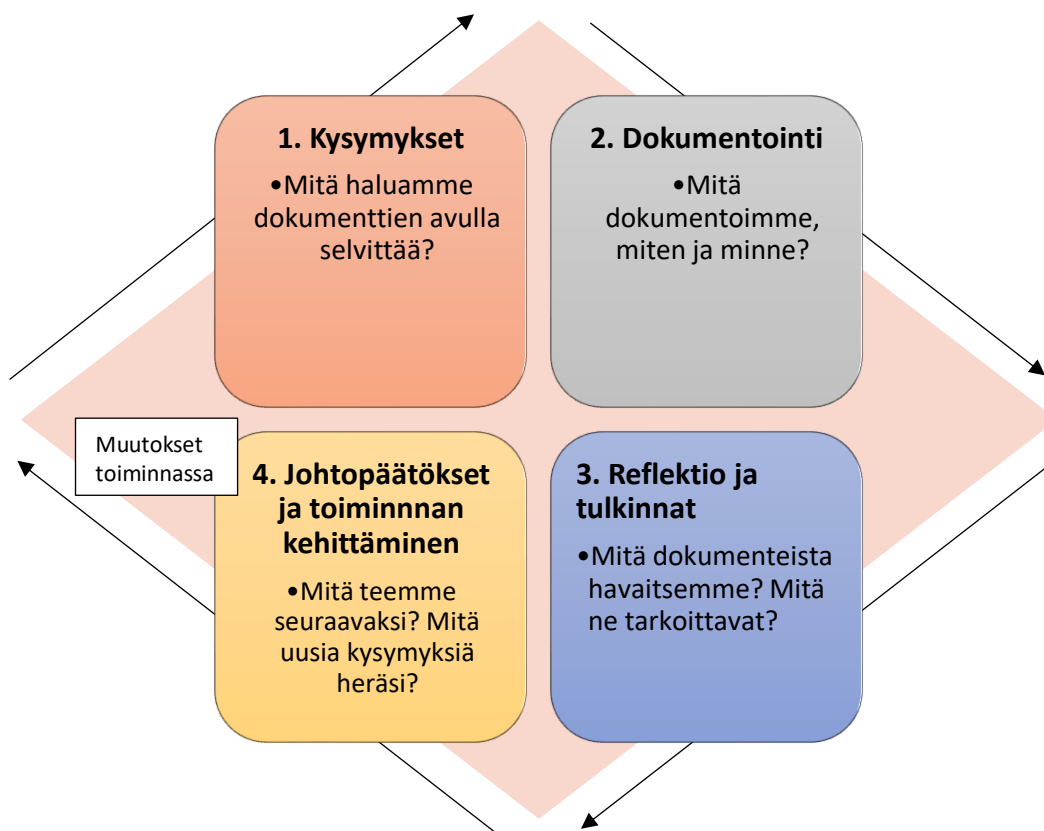 1. Kysymykset
•Mitä haluamme
dokumenttien avulla
selvittää?
2. Dokumentointi
•Mitä
dokumentoimme,
miten ja minne?
Muutokset
toiminnassa
4. Johtopäätökset
ja toiminnnan
kehittäminen
•Mitä teemme
seuraavaksi? Mitä
uusia kysymyksiä
heräsi?
3. Reflektio ja
tulkinnat
•Mitä dokumenteista
havaitsemme? Mitä
ne tarkoittavat?